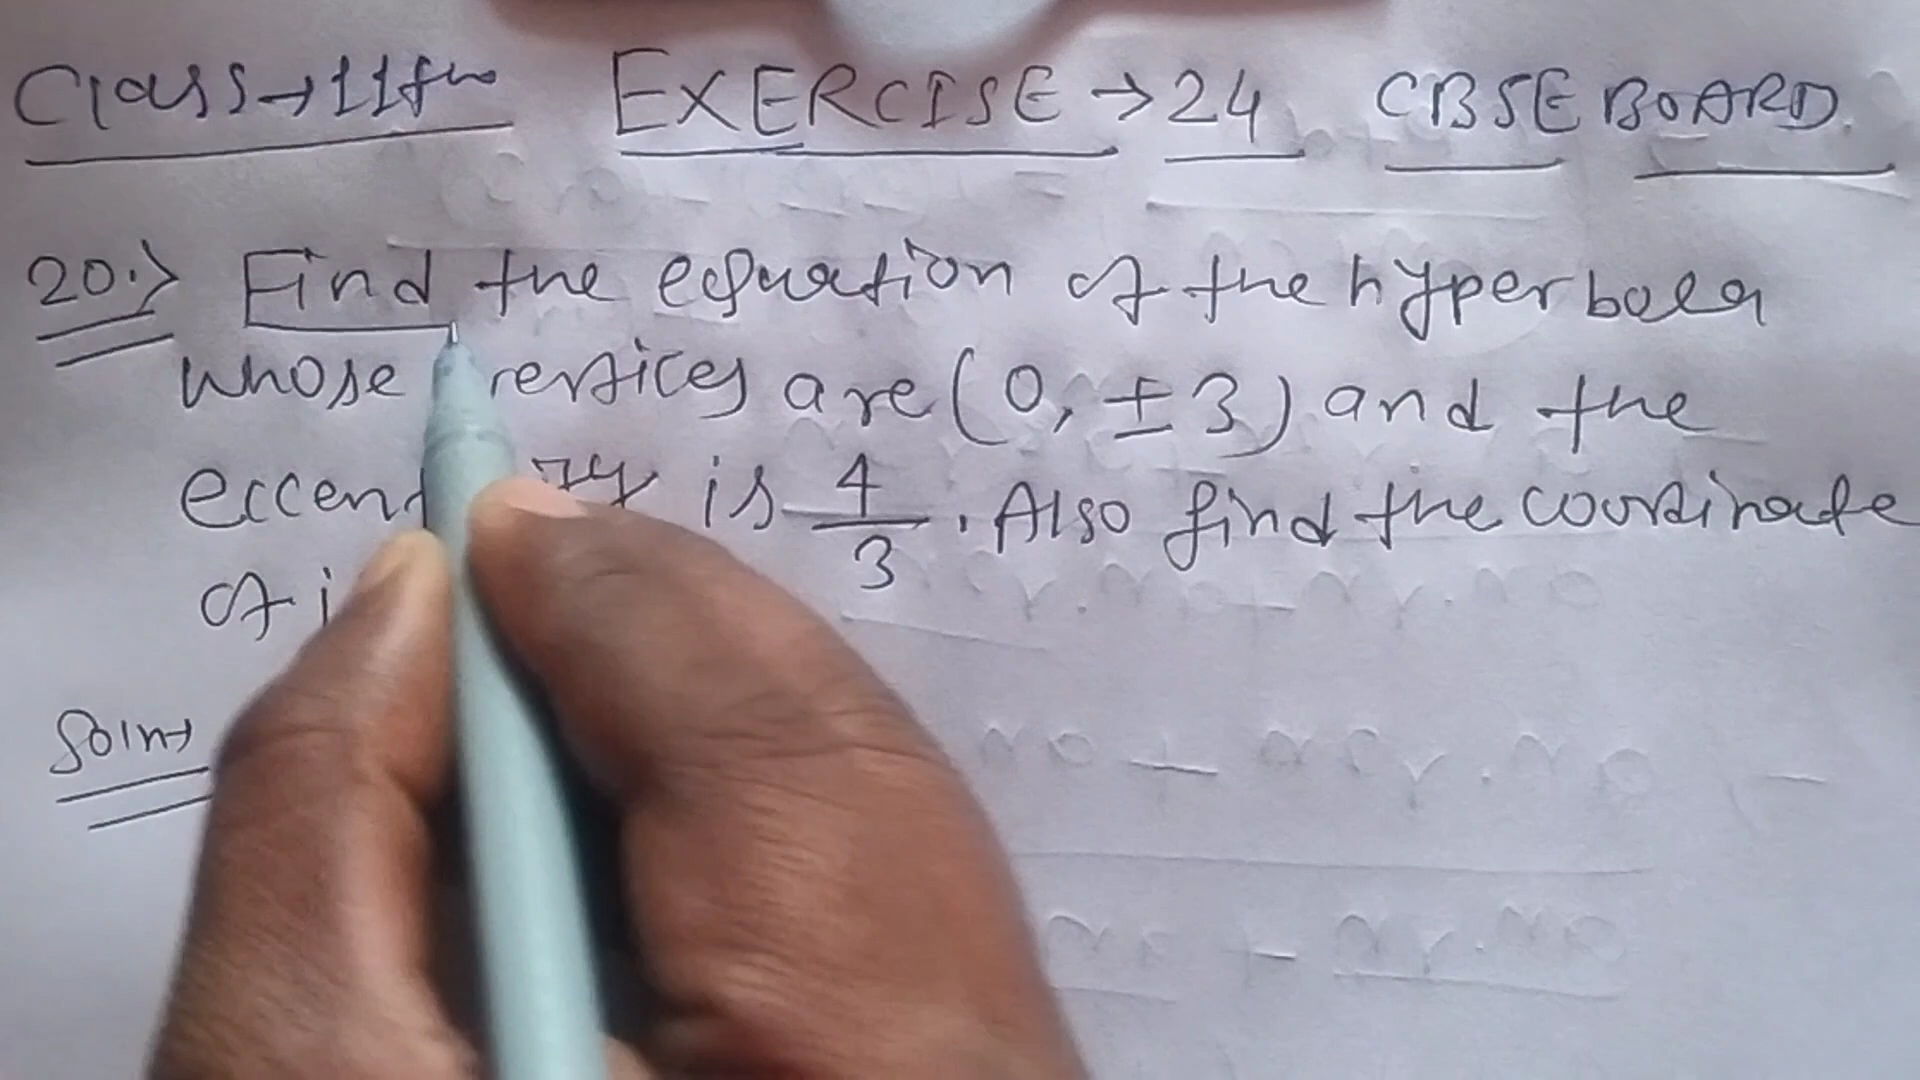 Class→11th EXERCISE→24 CBSE BOARD.
20.> Find the equation of the hyperbola
whose vertices are (0, ±3) and the
is 4/3. Also find the coordinate
of
Soln→